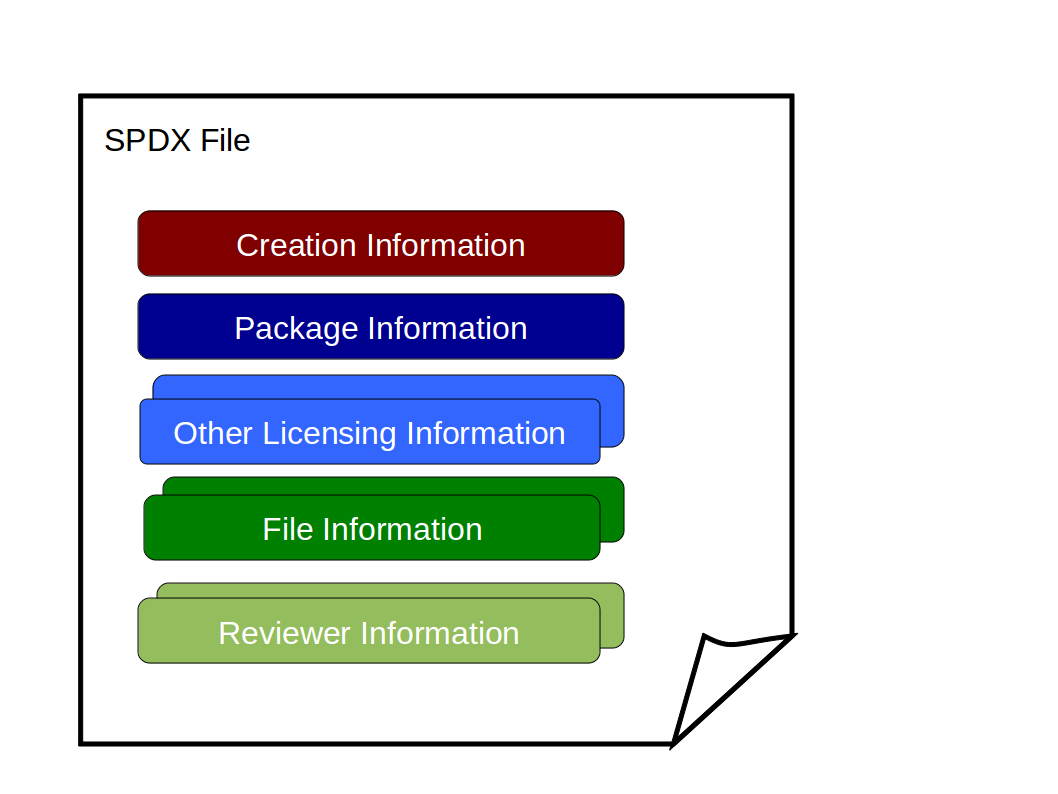 SPDX File
Creation Information
Package Information
Other Licensing Information
File Information
Reviewer Information